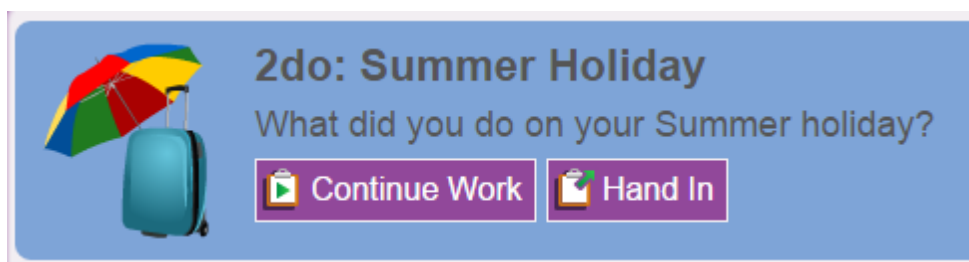 2do: Summer Holiday
What did you do on your Summer holiday?
Continue Work Hand In